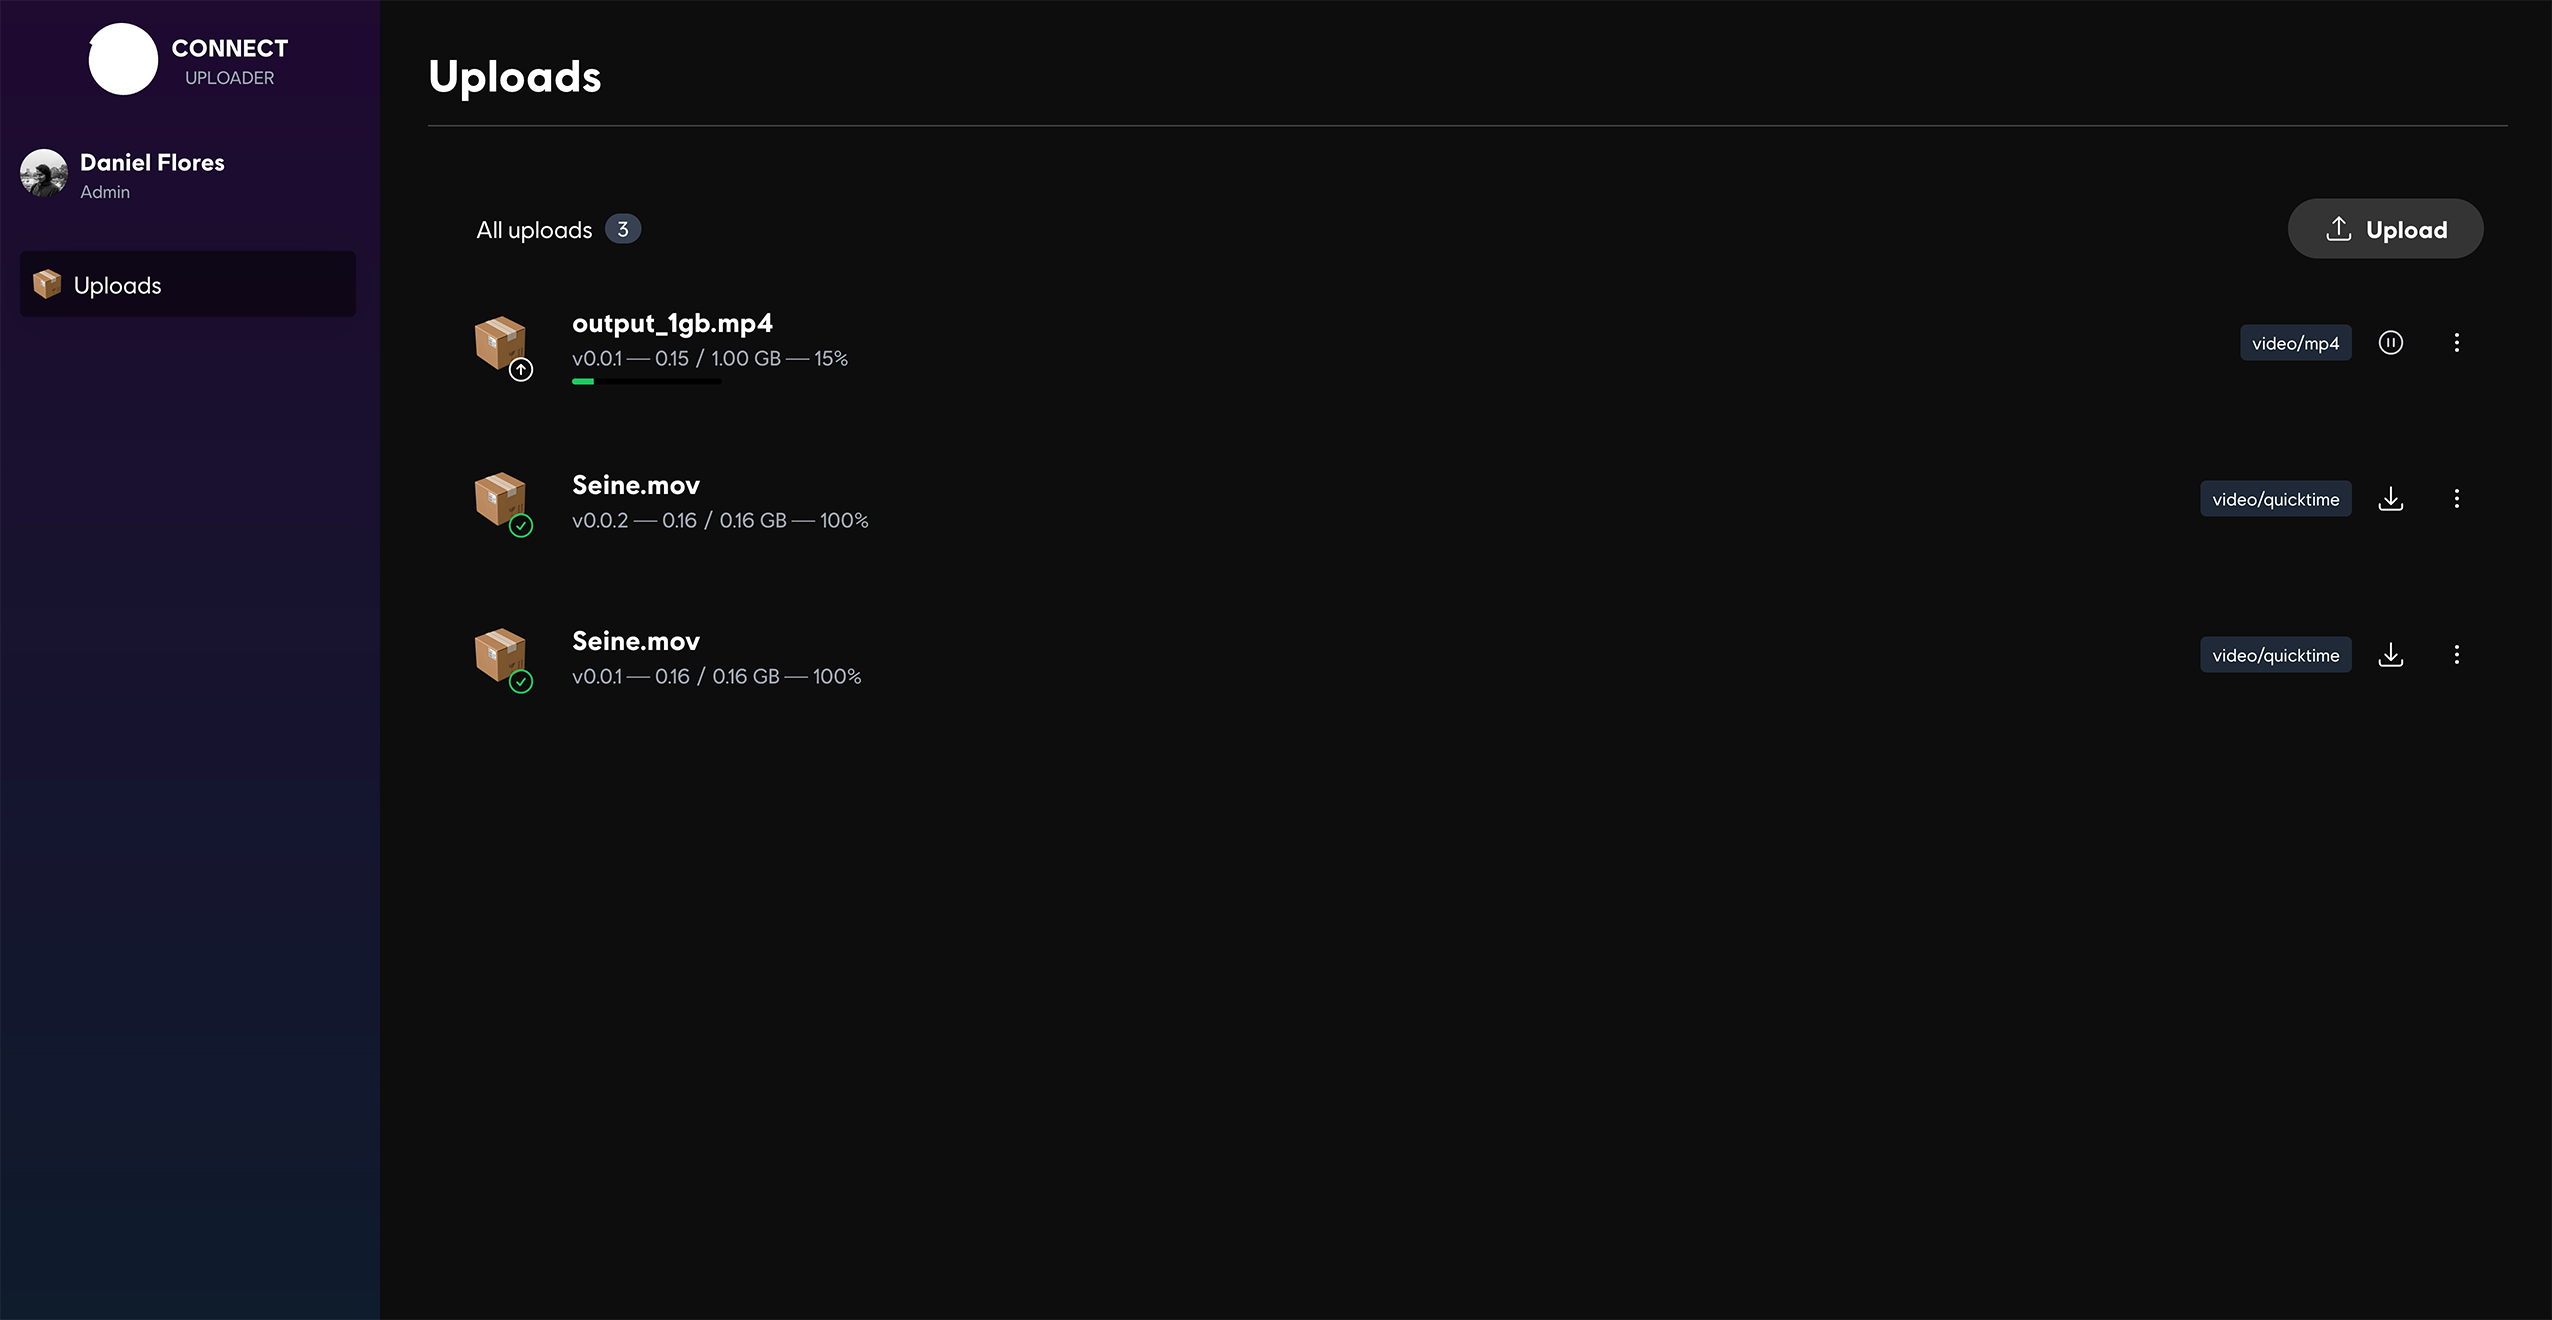 CONNECT
UPLOADER
Daniel Flores
Admin
Uploads
Uploads
All uploads 3
Upload
output_1gb.mp4
v0.0.1 — 0.15 / 1.00 GB — 15%
video/mp4
Seine.mov
v0.0.2 — 0.16 / 0.16 GB — 100%
video/quicktime
Seine.mov
v0.0.1 — 0.16 / 0.16 GB — 100%
video/quicktime